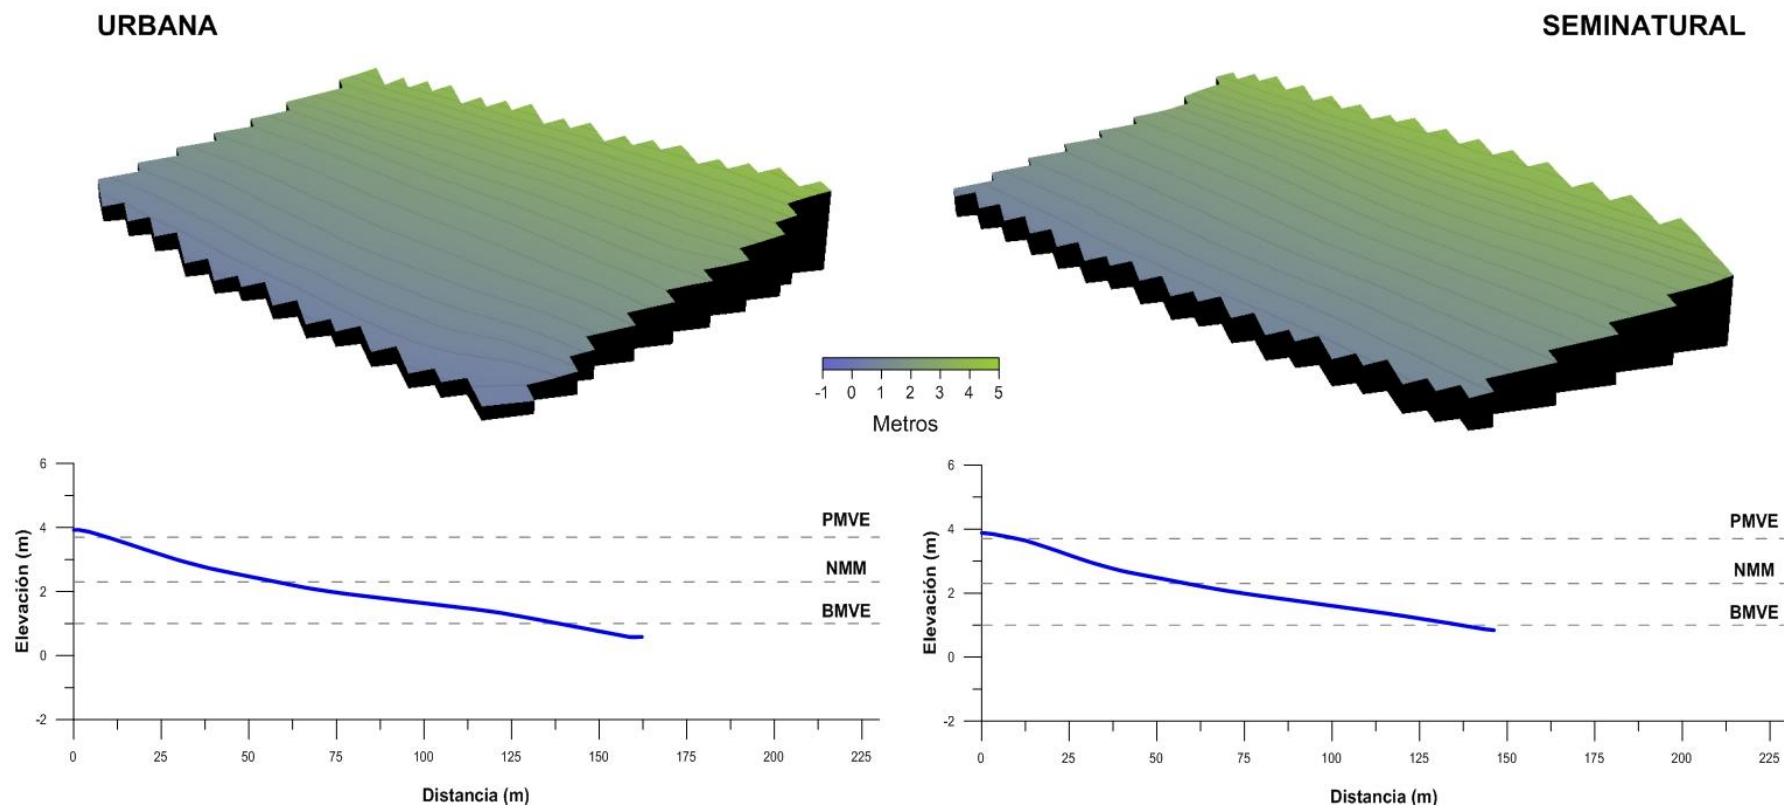 URBANA
SEMINATURAL
-1 0 1 2 3 4 5
Metros
6
4
2
0
-2
Elevación (m)
PMVE
NMM
BMVE
0 25 50 75 100 125 150 175 200 225
Distancia (m)
6
4
2
0
-2
Elevación (m)
PMVE
NMM
BMVE
0 25 50 75 100 125 150 175 200 225
Distancia (m)